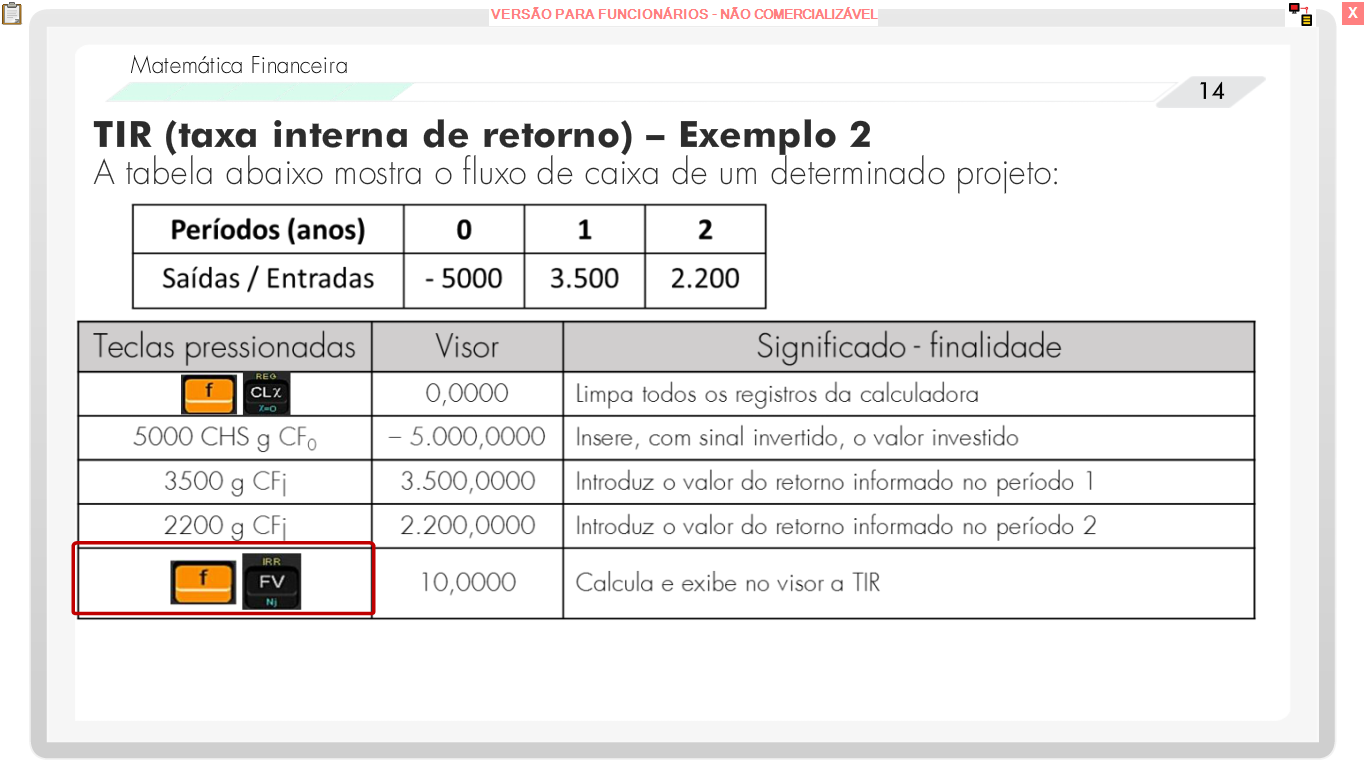 VERSÃO PARA FUNCIONÁRIOS - NÃO COMERCIALIZÁVEL
X
Matemática Financeira
14
TIR (taxa interna de retorno) – Exemplo 2
A tabela abaixo mostra o fluxo de caixa de um determinado projeto:
Períodos (anos) 0 1 2
Saídas / Entradas - 5000 3.500 2.200
Teclas pressionadas Visor Significado - finalidade
REG
f CLX 0,0000 Limpa todos os registros da calculadora
X=0
5000 CHS g CF₀ – 5.000,0000 Insere, com sinal invertido, o valor investido
3500 g CFj 3.500,0000 Introduz o valor do retorno informado no período 1
2200 g CFj 2.200,0000 Introduz o valor do retorno informado no período 2
IRR
f FV 10,0000 Calcula e exibe no visor a TIR
Nj